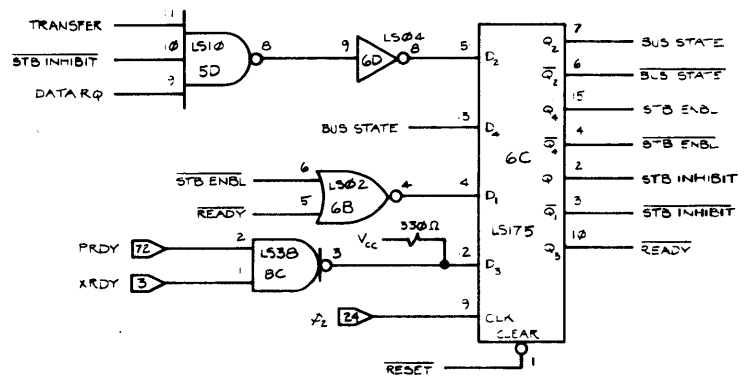 TRANSFER
11
STB INHIBIT
10
DATA RQ
9
LS10
5D
8
9
LS04
6D
8
5
D2
Q2
7
BUS STATE
Q2
6
BUS STATE
Q4
15
STB ENBL
BUS STATE
13
D4
6C
Q4
4
STB ENBL
STB ENBL
6
READY
5
LS02
6B
4
4
D1
Q
2
STB INHIBIT
Q1
3
STB INHIBIT
LS175
Q3
10
READY
PRDY
72
2
XRDY
3
1
LS38
8C
3
VCC
330Ω
12
D3
24
9
CLK
CLEAR
RESET
1